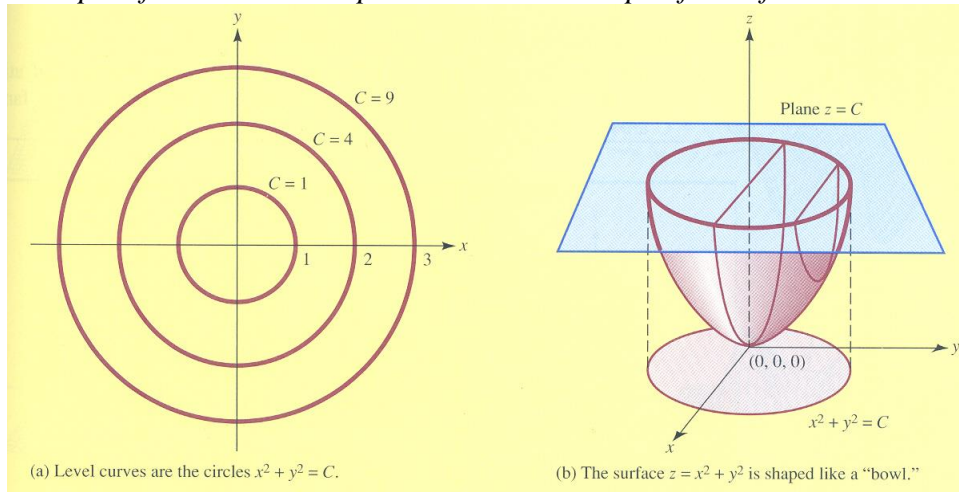 y
C = 9
C = 4
C = 1
x
1
2
3
(a) Level curves are the circles x² + y² = C.
z
Plane z = C
y
(0, 0, 0)
x² + y² = C
x
(b) The surface z = x² + y² is shaped like a “bowl.”